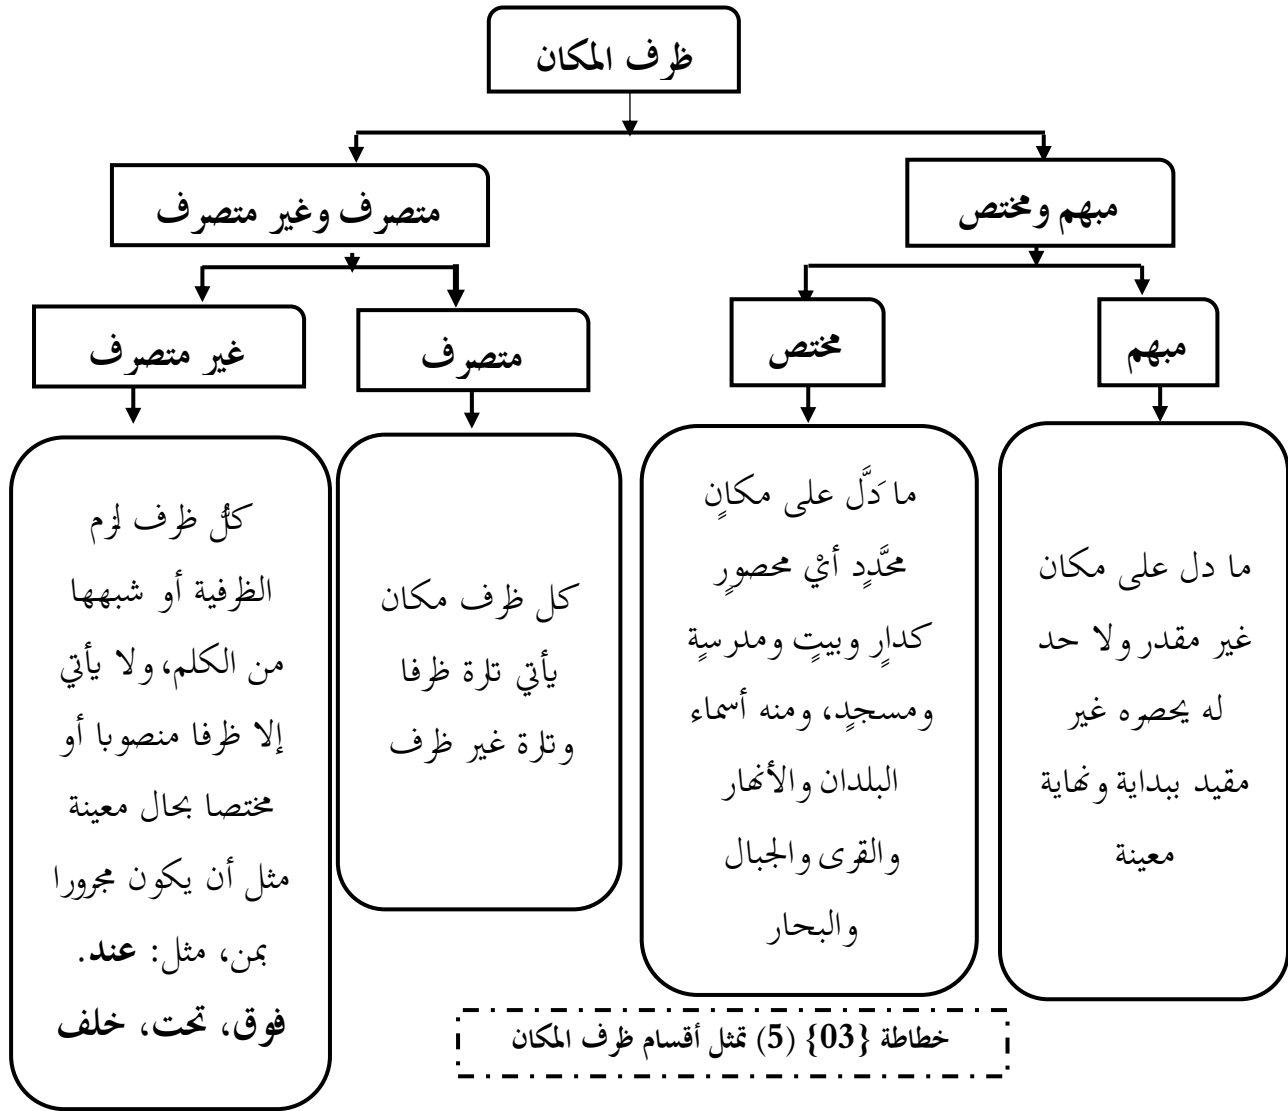 ظرف المكان
مبهم ومختص
متصرف وغير متصرف
مبهم
مختص
متصرف
غير متصرف
ما دل على مكان
غير مقدر ولا حد
له يحصره غير
مقيد ببداية ونهاية
معينة
ما دَلَّ على مكانٍ
محَّدٍد أيْ محصورٍ
كدارٍ وبيتٍ ومدرسةٍ
ومسجدٍ، ومنه أسماء
البلدان والأنهار
والقرى والجبال
والبحار
كل ظرف مكان
يأتي تارة ظرفا
وتارة غير ظرف
كلُّ ظرف لزم
الظرفية أو شبهها
من الكلم، ولا يأتي
إلا ظرفا منصوبا أو
مختصا بحال معينة
مثل أن يكون مجرورا
بمن، مثل: عند.
فوق، تحت، خلف
خطاطة {03} (5) تمثل أقسام ظرف المكان